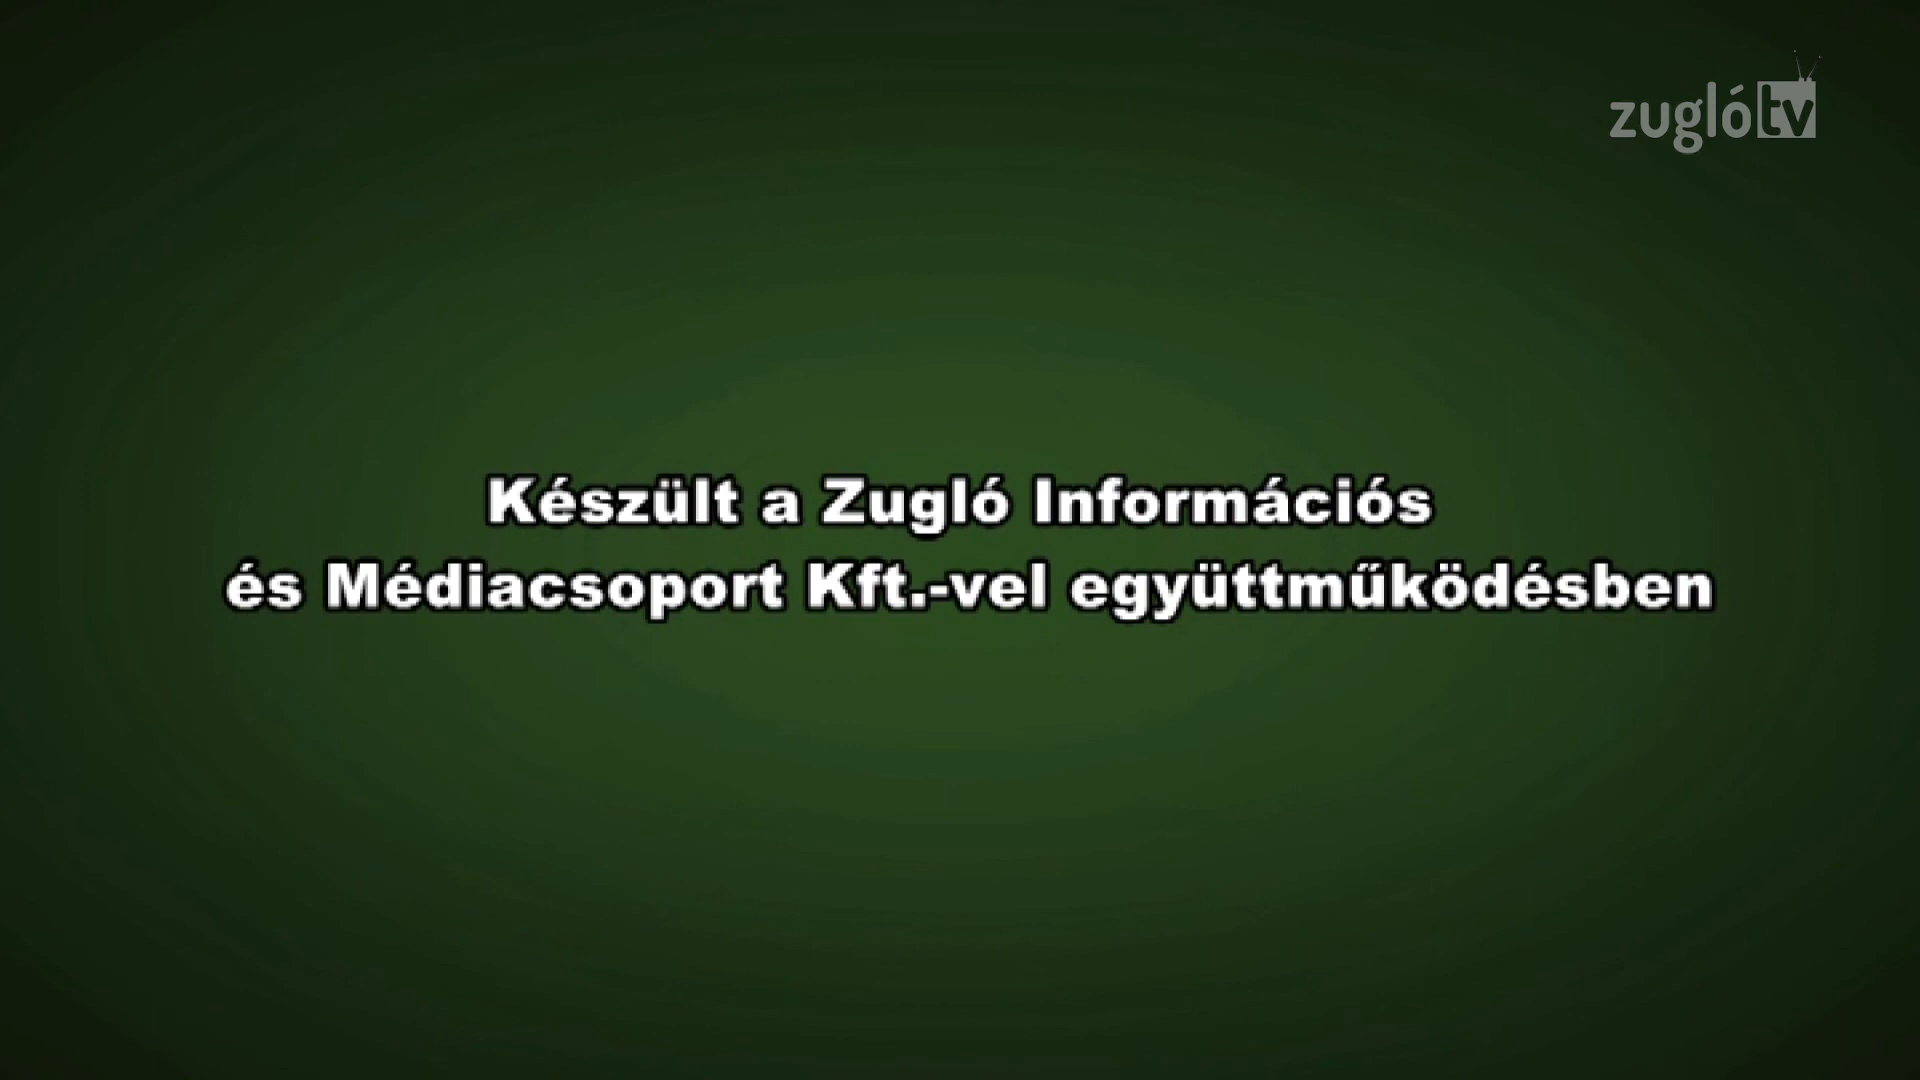 zuglótv
Készült a Zugló Információs
és Médiacsoport Kft.-vel együttműködésben